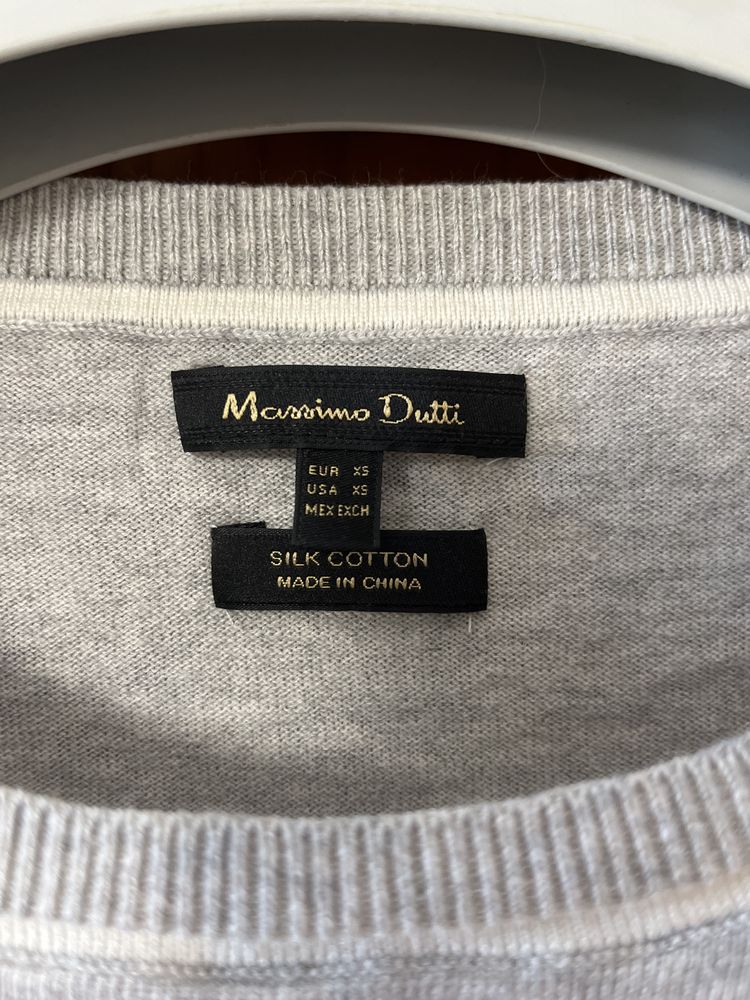 Massimo Dutti
EUR XS
USA XS
MEX EXCH
SILK COTTON
MADE IN CHINA